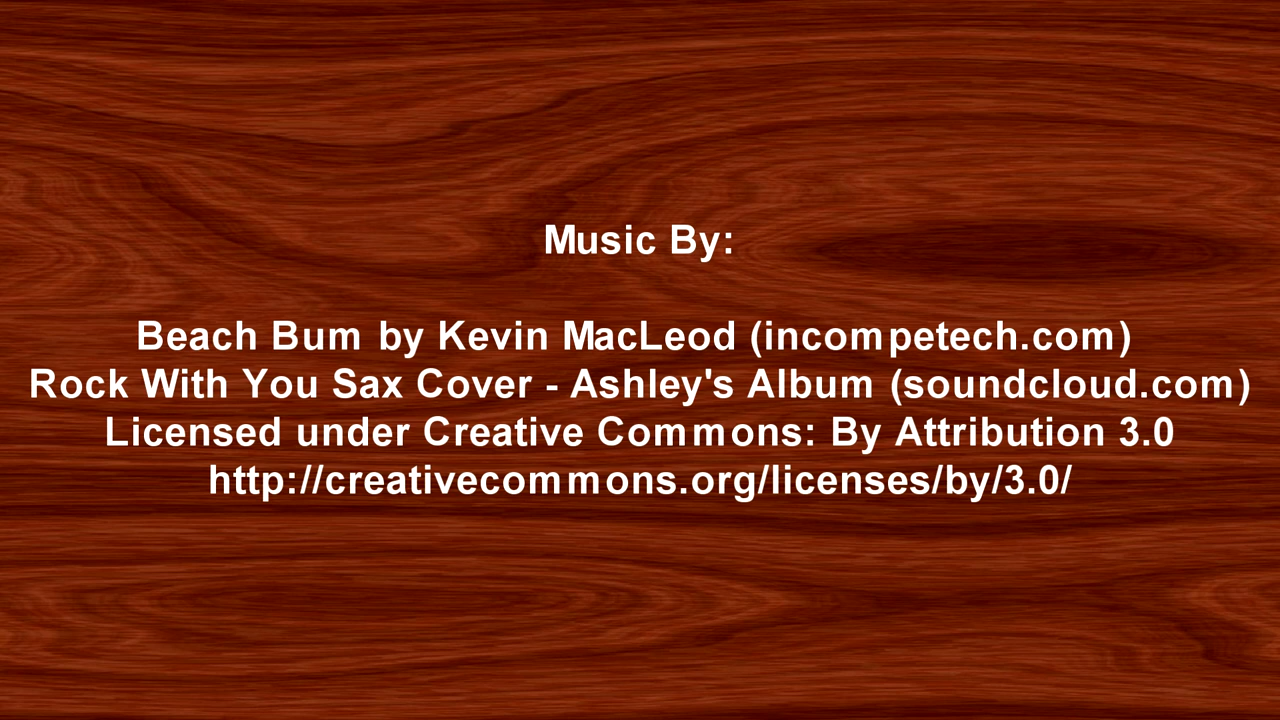 Music By:
Beach Bum by Kevin MacLeod (incompetech.com)
Rock With You Sax Cover - Ashley's Album (soundcloud.com)
Licensed under Creative Commons: By Attribution 3.0
http://creativecommons.org/licenses/by/3.0/